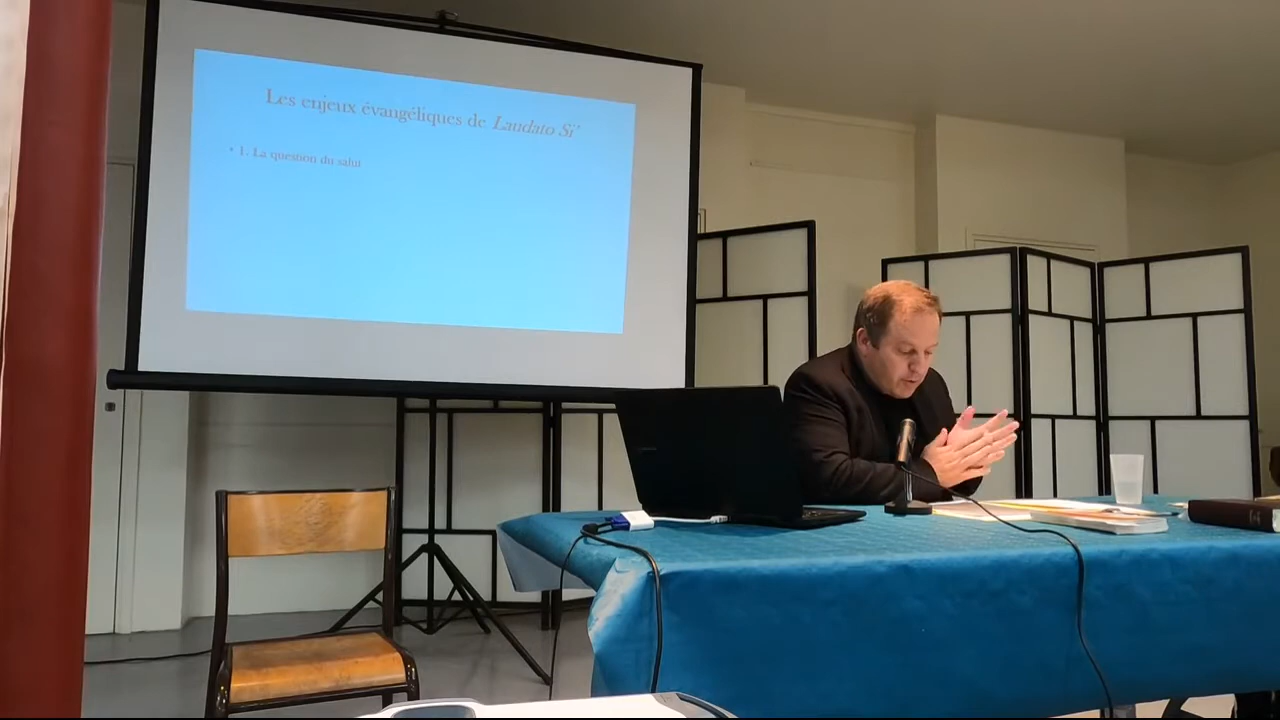 Les enjeux évangéliques de Laudato Si'
• 1. La question du salut